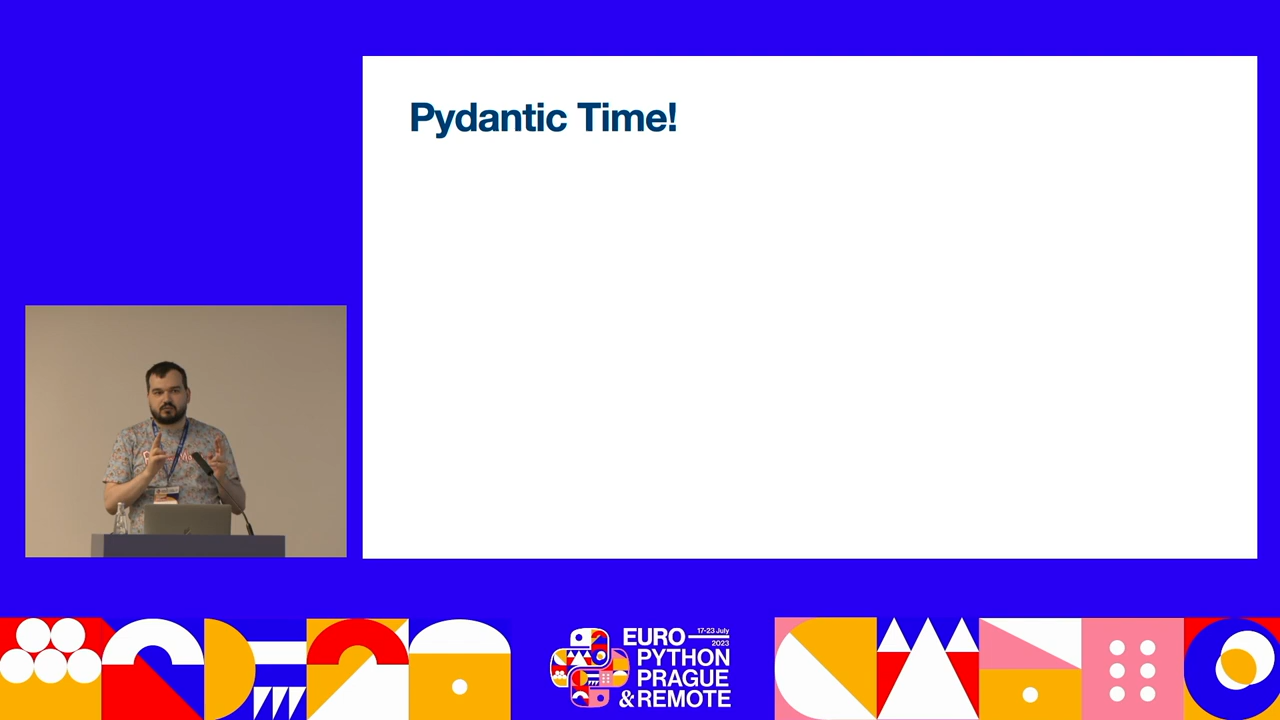 Pydantic Time!
17-23 July
2023
EURO
PYTHON
PRAGUE
&REMOTE